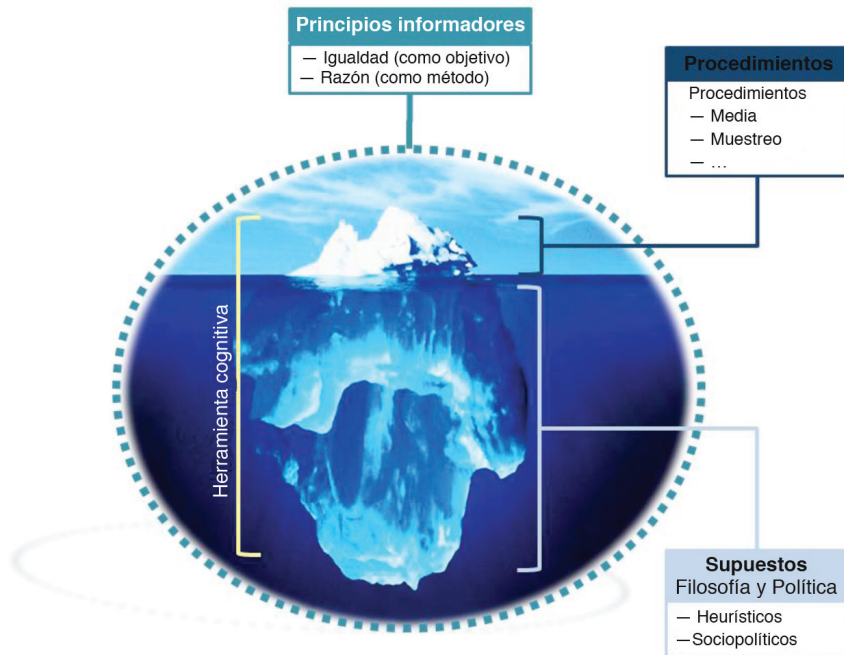 Principios informadores
— Igualdad (como objetivo)
— Razón (como método)
Procedimientos
Procedimientos
— Media
— Muestreo
— ...
Herramienta cognitiva
Supuestos
Filosofía y Política
— Heurísticos
—Sociopolíticos